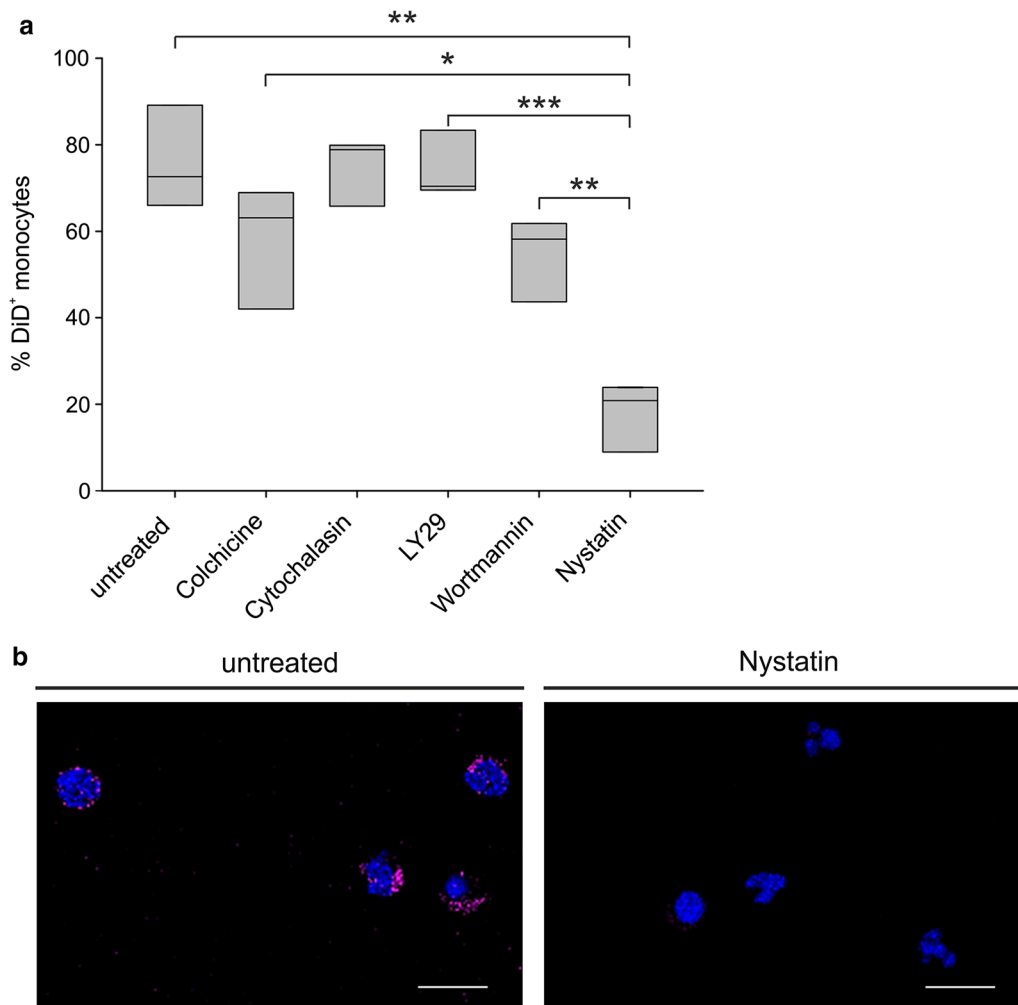 a
**
*
***
**
100
80
60
40
20
0
% DiD+ monocytes
untreated
Colchicine
Cytochalasin
LY29
Wortmannin
Nystatin
b
untreated
Nystatin